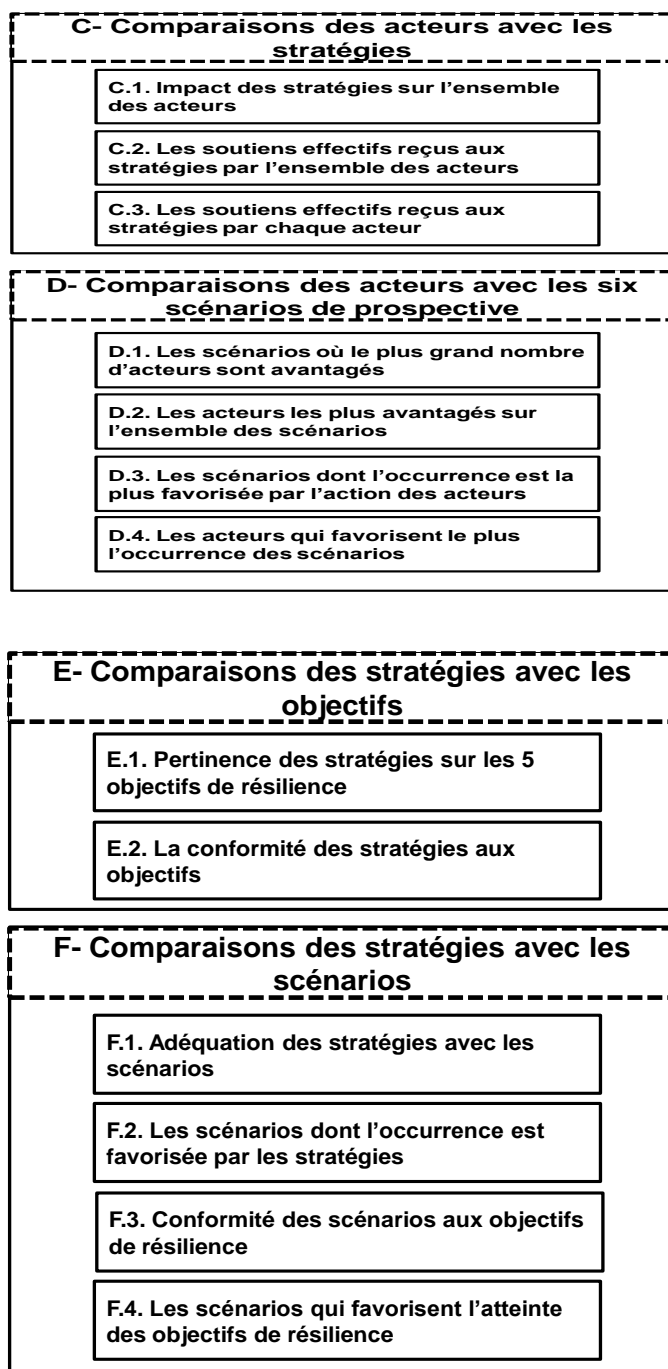 C- Comparaisons des acteurs avec les
stratégies
C.1. Impact des stratégies sur l'ensemble
des acteurs
C.2. Les soutiens effectifs reçus aux
stratégies par l'ensemble des acteurs
C.3. Les soutiens effectifs reçus aux
stratégies par chaque acteur
D- Comparaisons des acteurs avec les six
scénarios de prospective
D.1. Les scénarios où le plus grand nombre
d'acteurs sont avantagés
D.2. Les acteurs les plus avantagés sur
l'ensemble des scénarios
D.3. Les scénarios dont l'occurrence est la
plus favorisée par l'action des acteurs
D.4. Les acteurs qui favorisent le plus
l'occurrence des scénarios
E- Comparaisons des stratégies avec les
objectifs
E.1. Pertinence des stratégies sur les 5
objectifs de résilience
E.2. La conformité des stratégies aux
objectifs
F- Comparaisons des stratégies avec les
scénarios
F.1. Adéquation des stratégies avec les
scénarios
F.2. Les scénarios dont l'occurrence est
favorisée par les stratégies
F.3. Conformité des scénarios aux objectifs
de résilience
F.4. Les scénarios qui favorisent l'atteinte
des objectifs de résilience